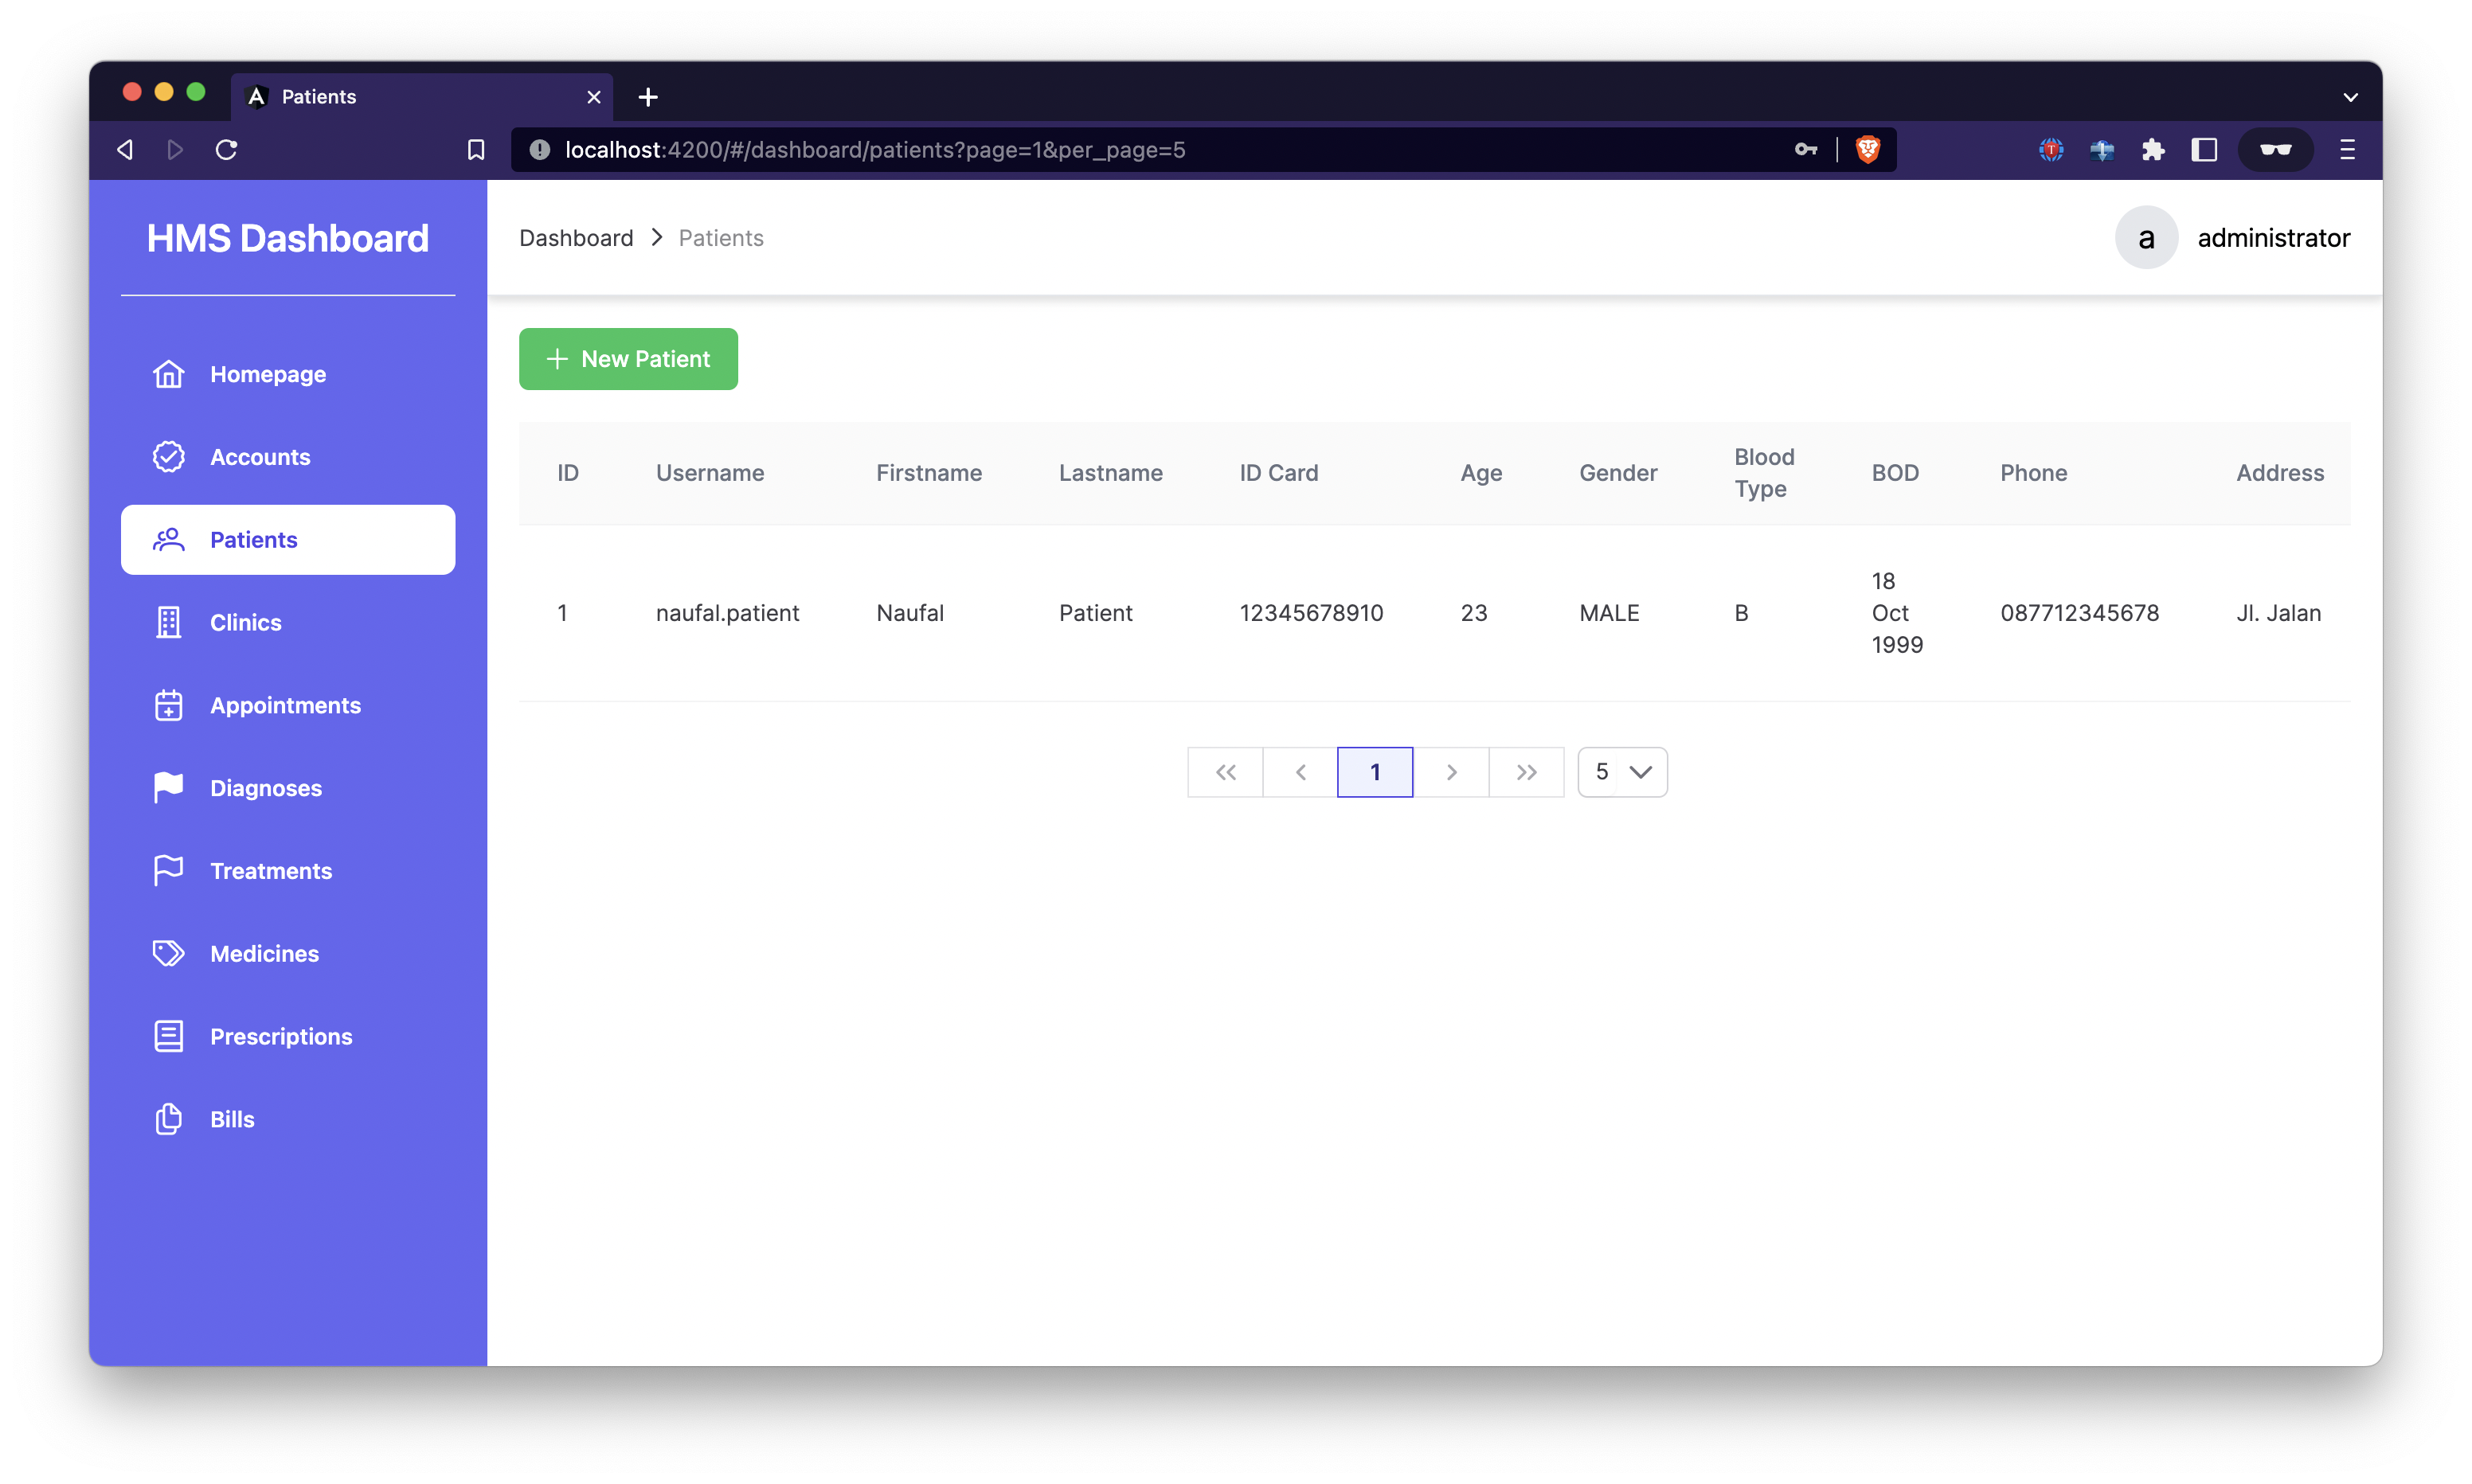 Patients
localhost:4200/#/dashboard/patients?page=1&per_page=5
HMS Dashboard
Dashboard > Patients
a administrator
Homepage
Accounts
Patients
Clinics
Appointments
Diagnoses
Treatments
Medicines
Prescriptions
Bills
+ New Patient
ID Username Firstname Lastname ID Card Age Gender Blood Type BOD Phone Address
1 naufal.patient Naufal Patient 12345678910 23 MALE B 18 Oct 1999 087712345678 Jl. Jalan
<< < 1 > >> 5